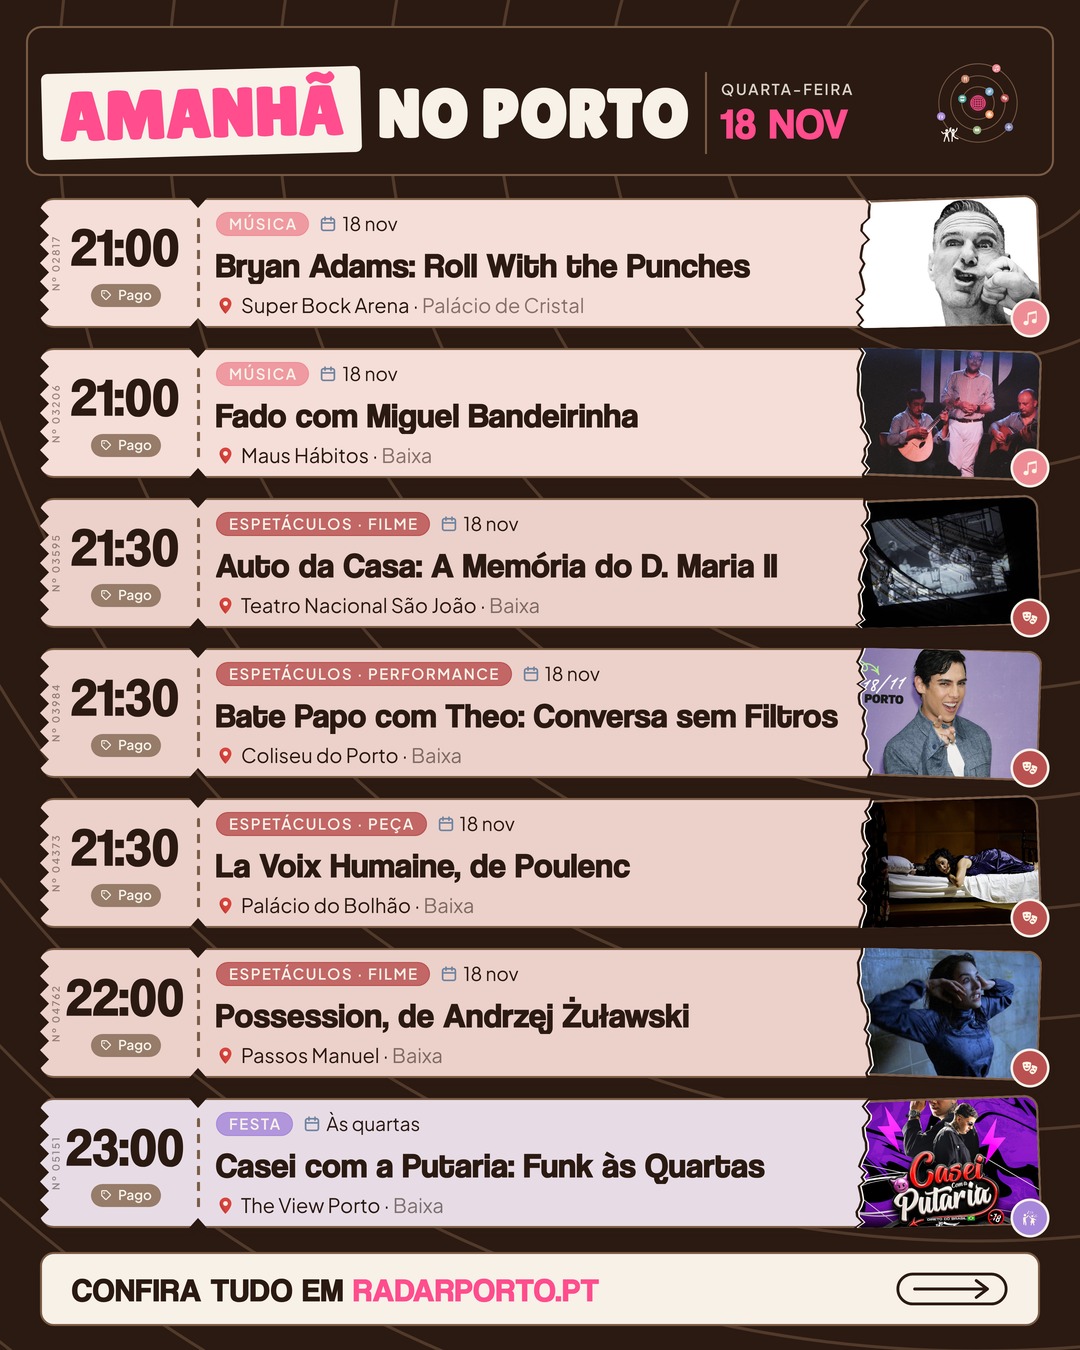 AMANHÃ NO PORTO
QUARTA-FEIRA
18 NOV
Nº 02817
21:00
Pago
MÚSICA 18 nov
Bryan Adams: Roll With the Punches
Super Bock Arena · Palácio de Cristal
Nº 03206
21:00
Pago
MÚSICA 18 nov
Fado com Miguel Bandeirinha
Maus Hábitos · Baixa
Nº 03595
21:30
Pago
ESPETÁCULOS · FILME 18 nov
Auto da Casa: A Memória do D. Maria II
Teatro Nacional São João · Baixa
Nº 03984
21:30
Pago
ESPETÁCULOS · PERFORMANCE 18 nov
Bate Papo com Theo: Conversa sem Filtros
Coliseu do Porto · Baixa
18/11
PORTO
Nº 04373
21:30
Pago
ESPETÁCULOS · PEÇA 18 nov
La Voix Humaine, de Poulenc
Palácio do Bolhão · Baixa
Nº 04762
22:00
Pago
ESPETÁCULOS · FILME 18 nov
Possession, de Andrzej Żuławski
Passos Manuel · Baixa
Nº 05151
23:00
Pago
FESTA Às quartas
Casei com a Putaria: Funk às Quartas
The View Porto · Baixa
Casei
com a
Putaria
DIRETO DO BRASIL
-18
CONFIRA TUDO EM RADARPORTO.PT